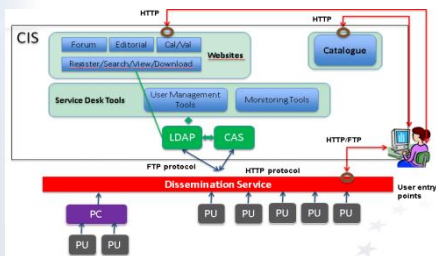 HTTP
HTTP
CIS
Forum
Editorial
Cal/Val
Websites
Register/Search/View/Download
Catalogue
Service Desk Tools
User Management
Tools
Monitoring Tools
LDAP
CAS
HTTP/FTP
FTP protocol
HTTP protocol
Dissemination Service
User entry
points
PC
PU
PU
PU
PU
PU
PU
PU